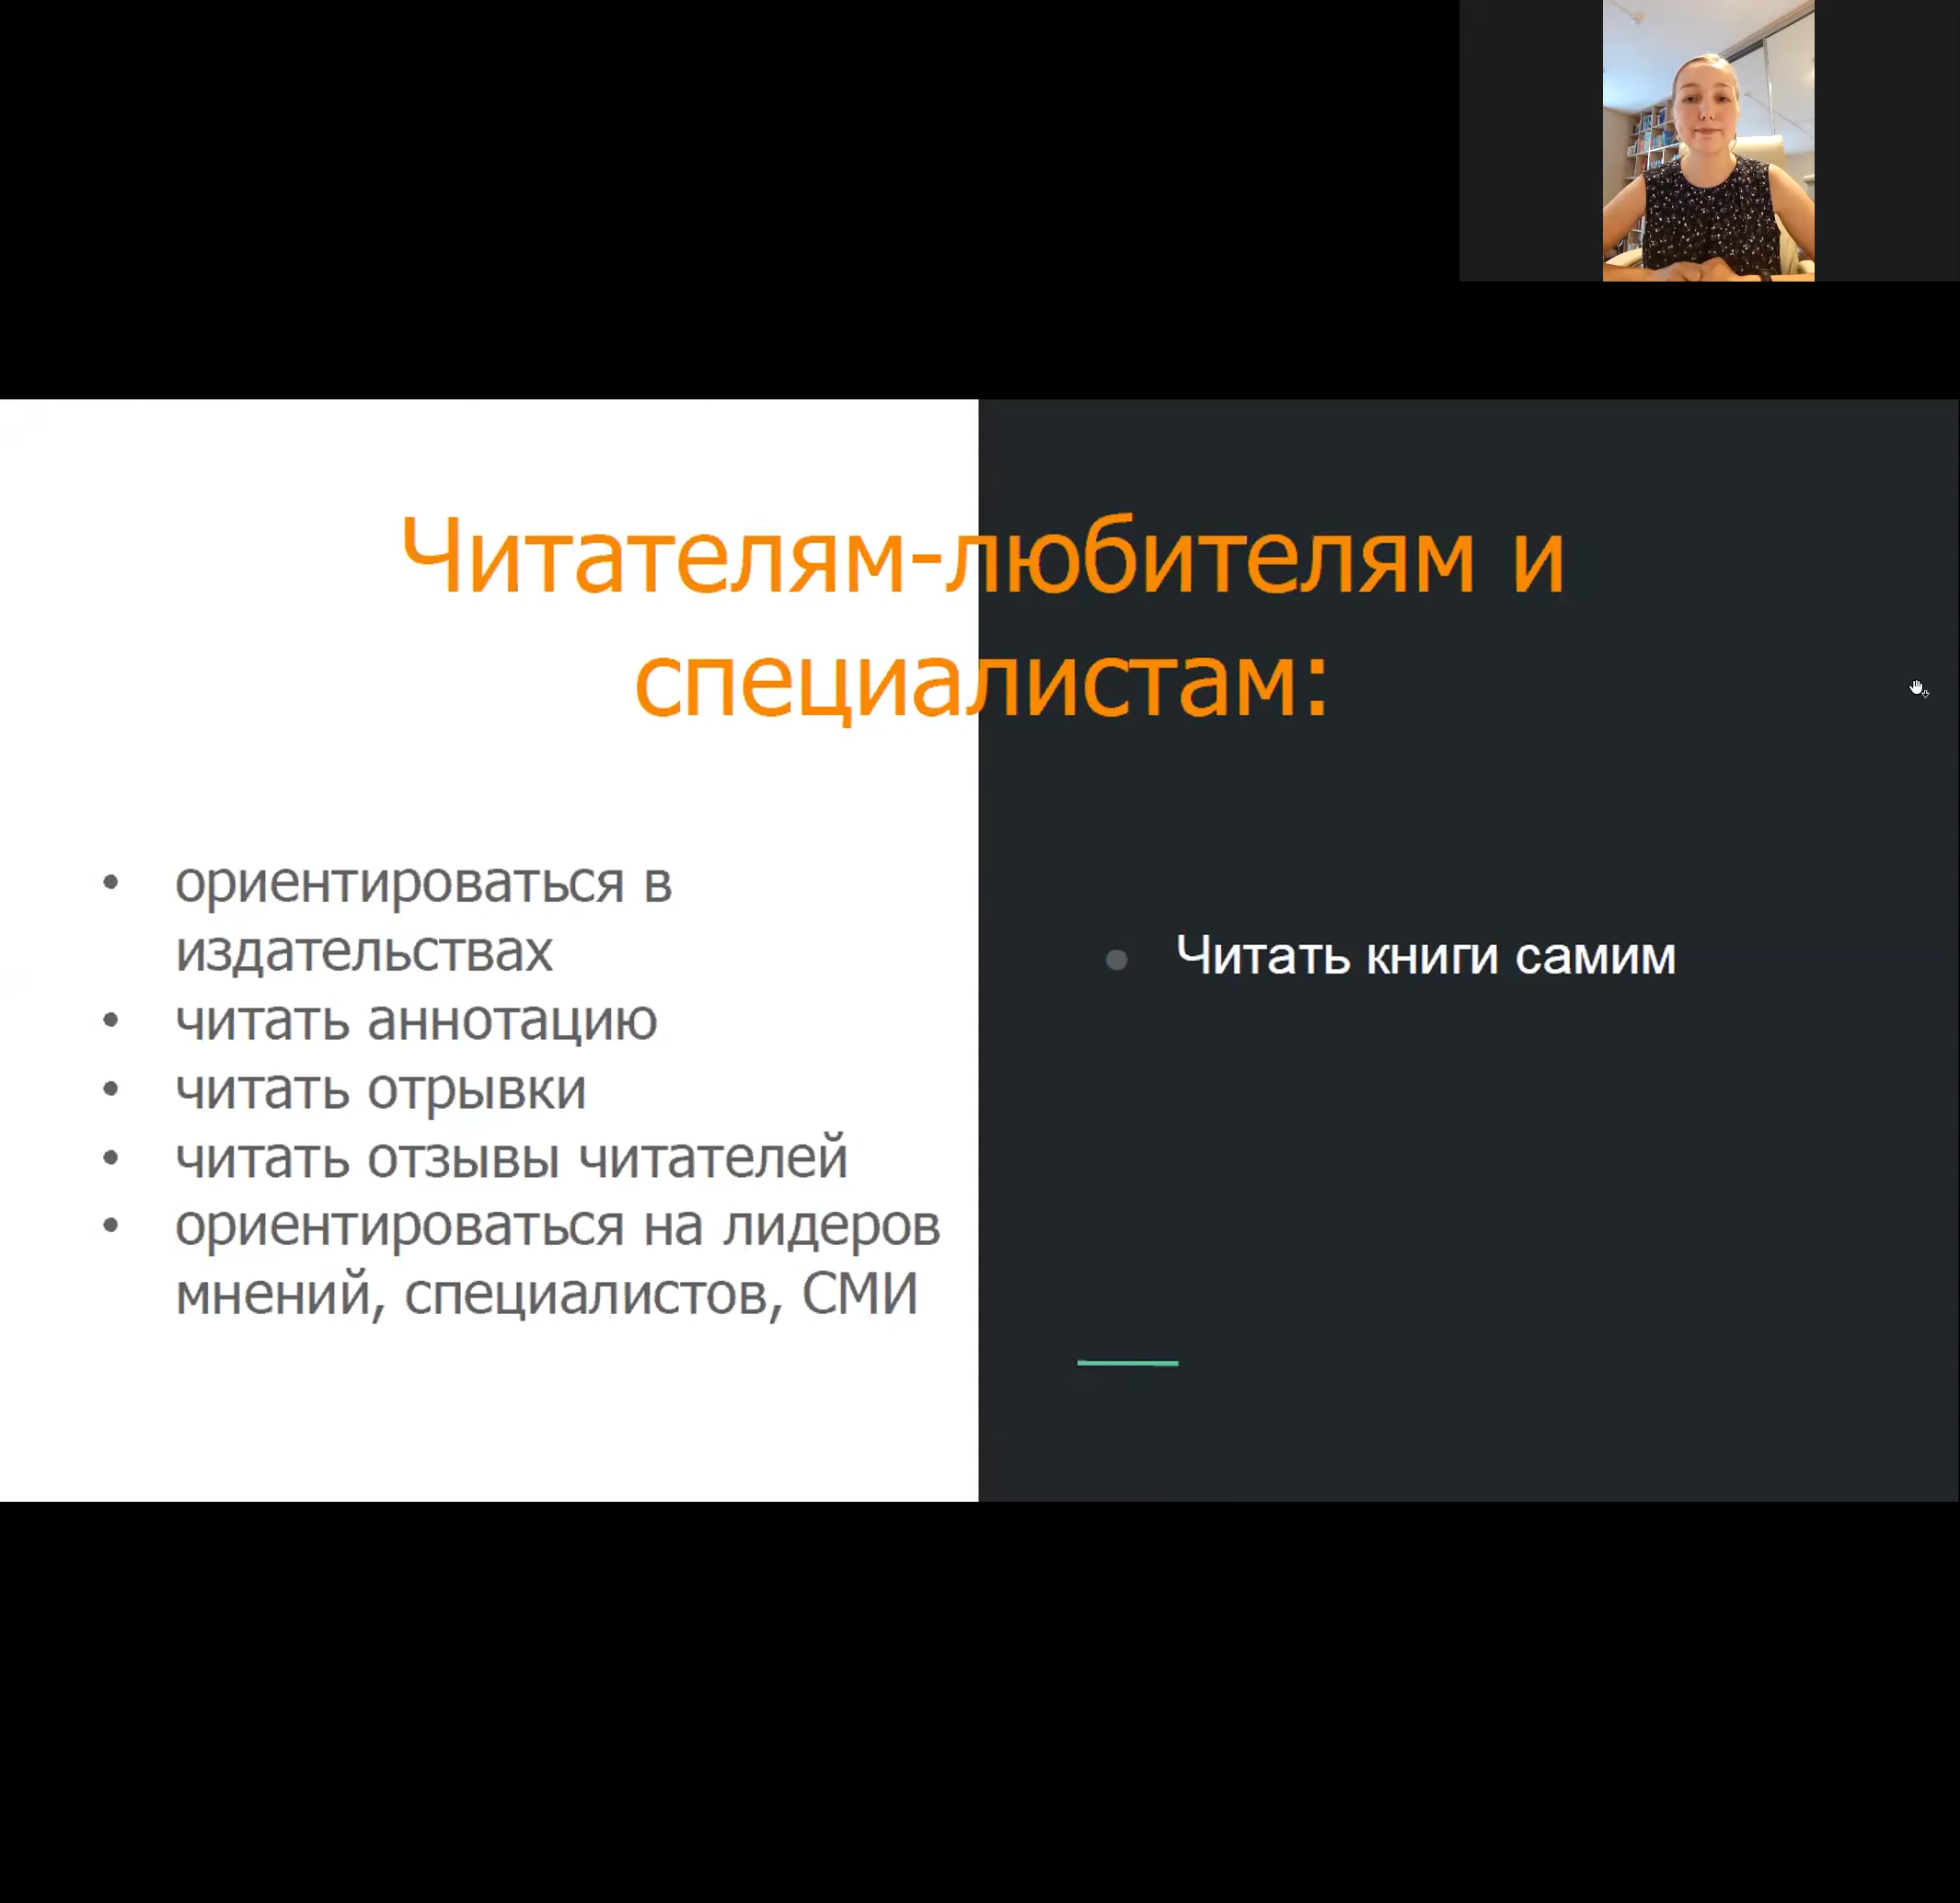 Читателям-любителям и
специалистам:
• ориентироваться в
издательствах
• читать аннотацию
• читать отрывки
• читать отзывы читателей
• ориентироваться на лидеров
мнений, специалистов, СМИ
• Читать книги самим